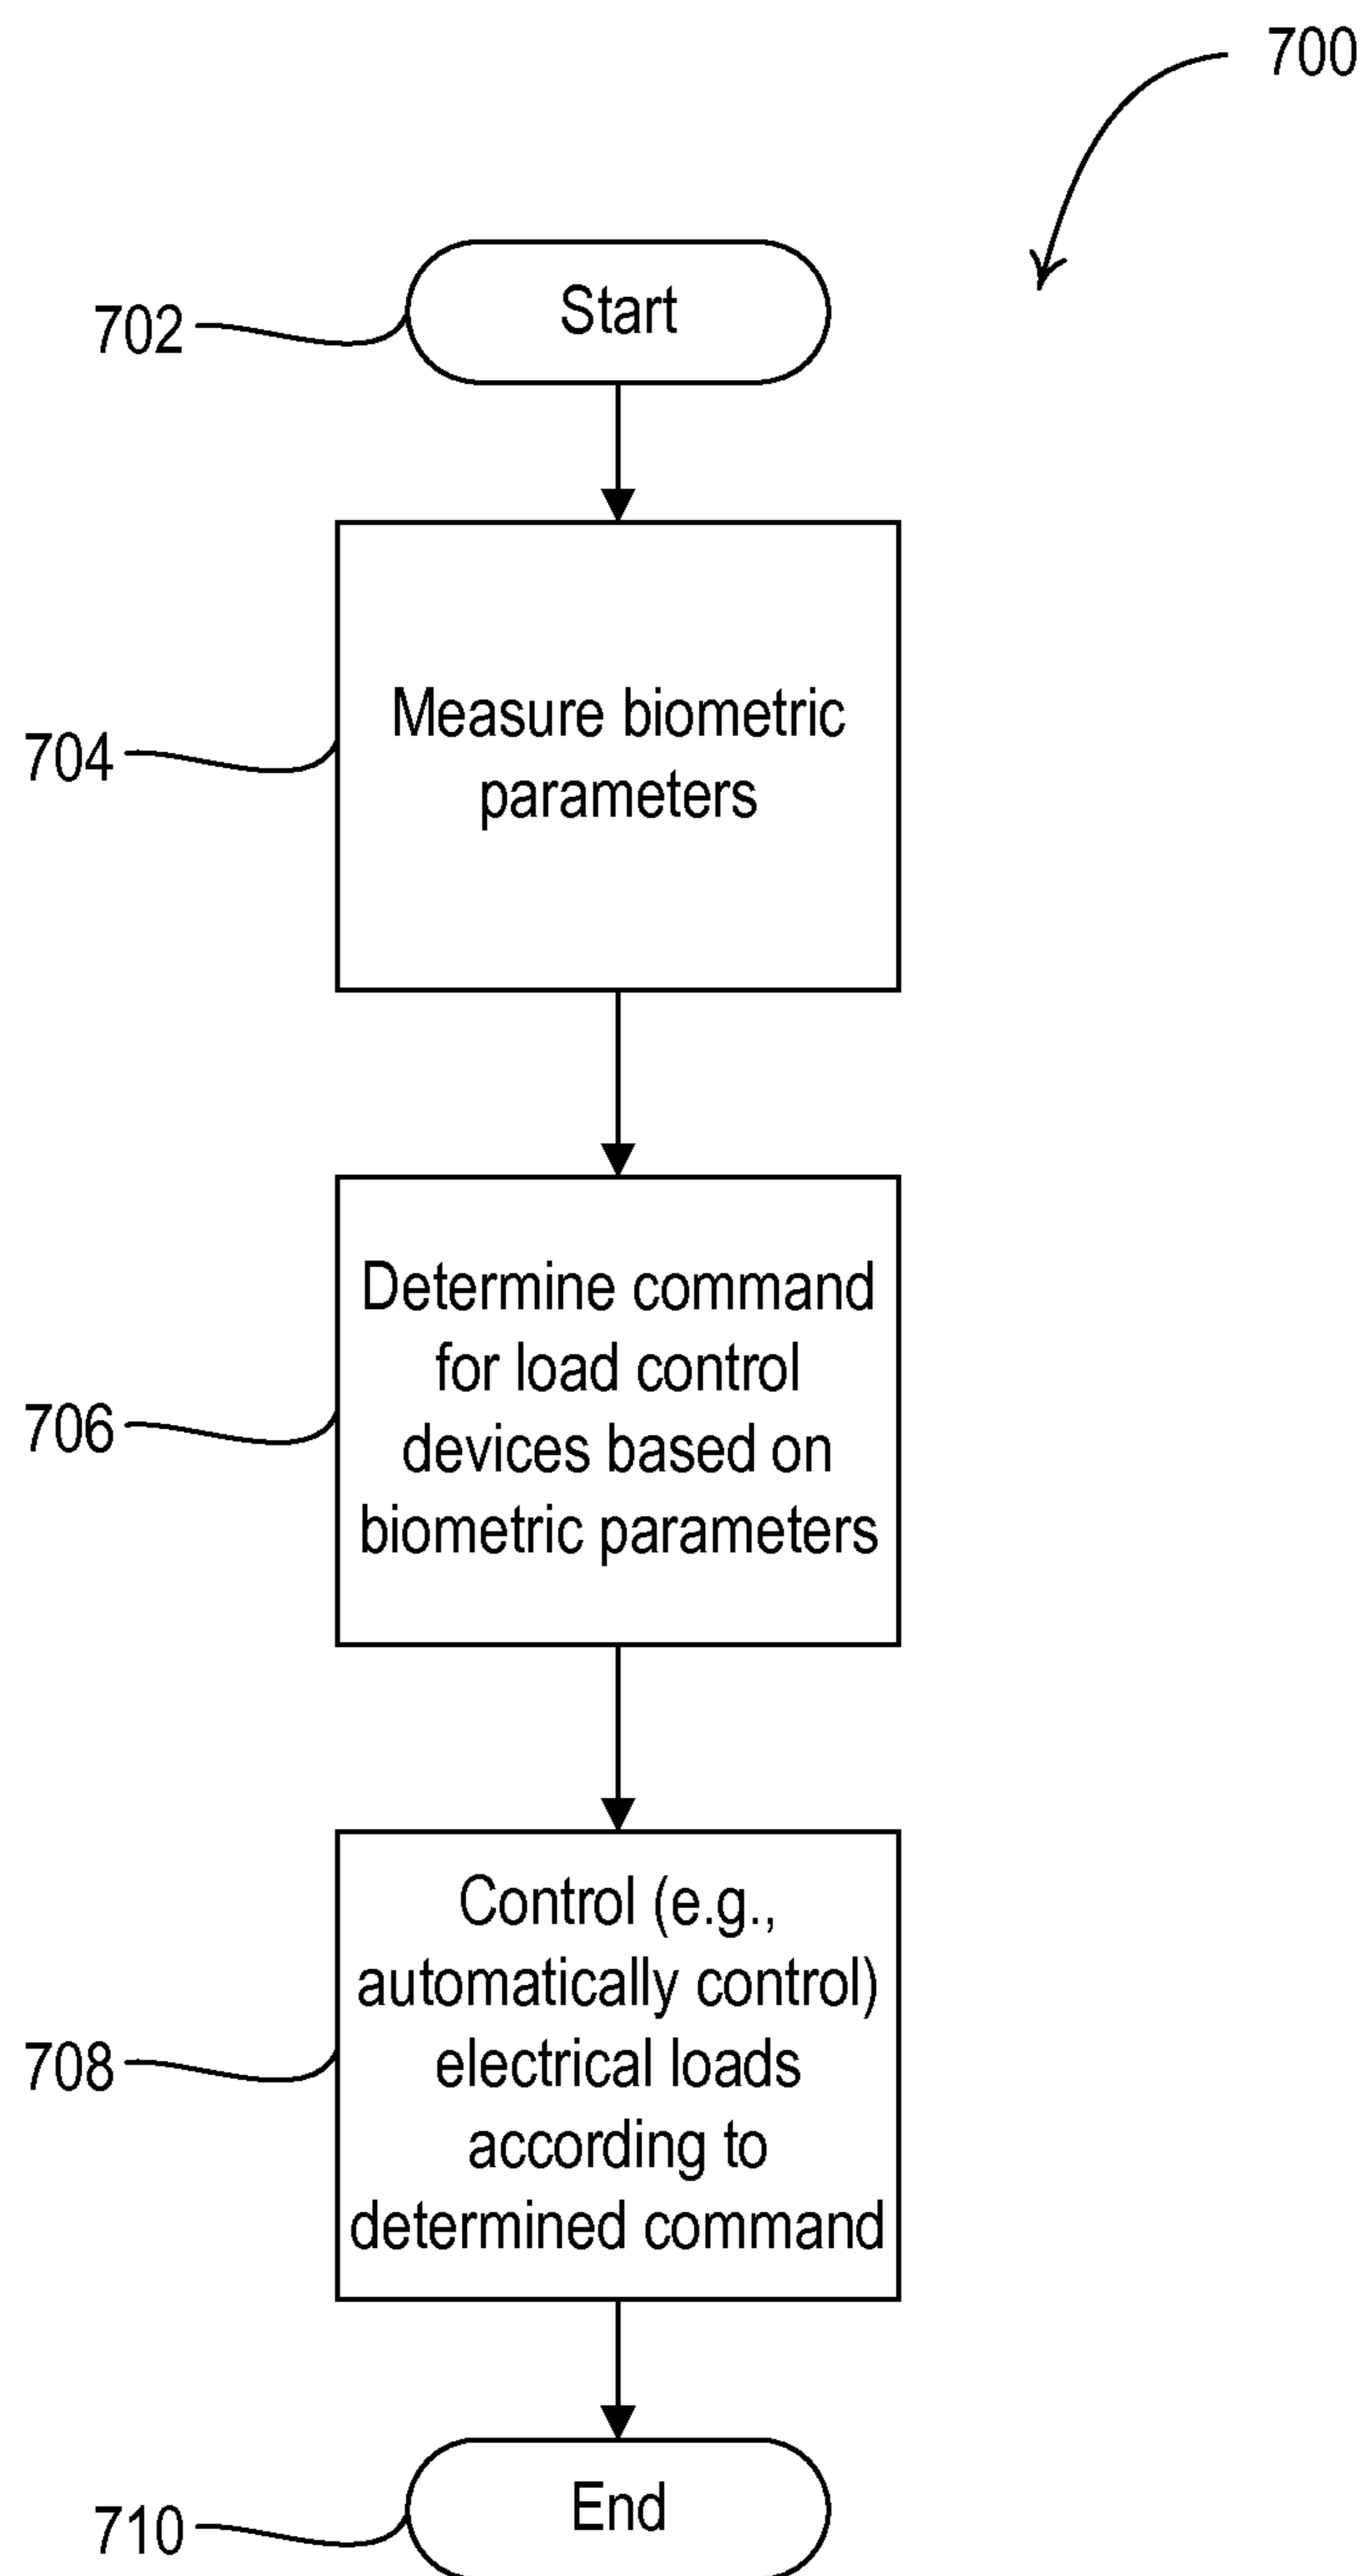 700
702
Start
704
Measure biometric
parameters
706
Determine command
for load control
devices based on
biometric parameters
708
Control (e.g.,
automatically control)
electrical loads
according to
determined command
710
End